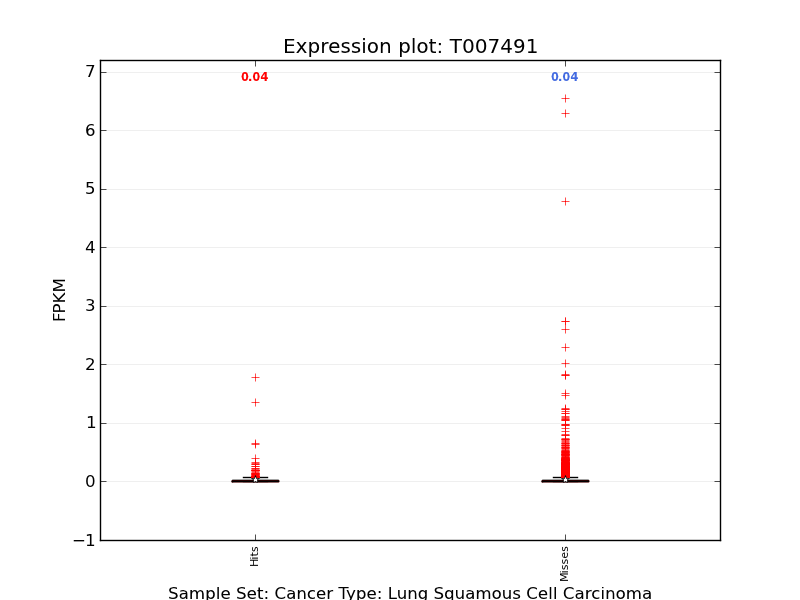 Expression plot: T007491
0.04
0.04
7
6
5
4
3
2
1
0
−1
FPKM
Hits
Misses
Sample Set: Cancer Type: Lung Squamous Cell Carcinoma